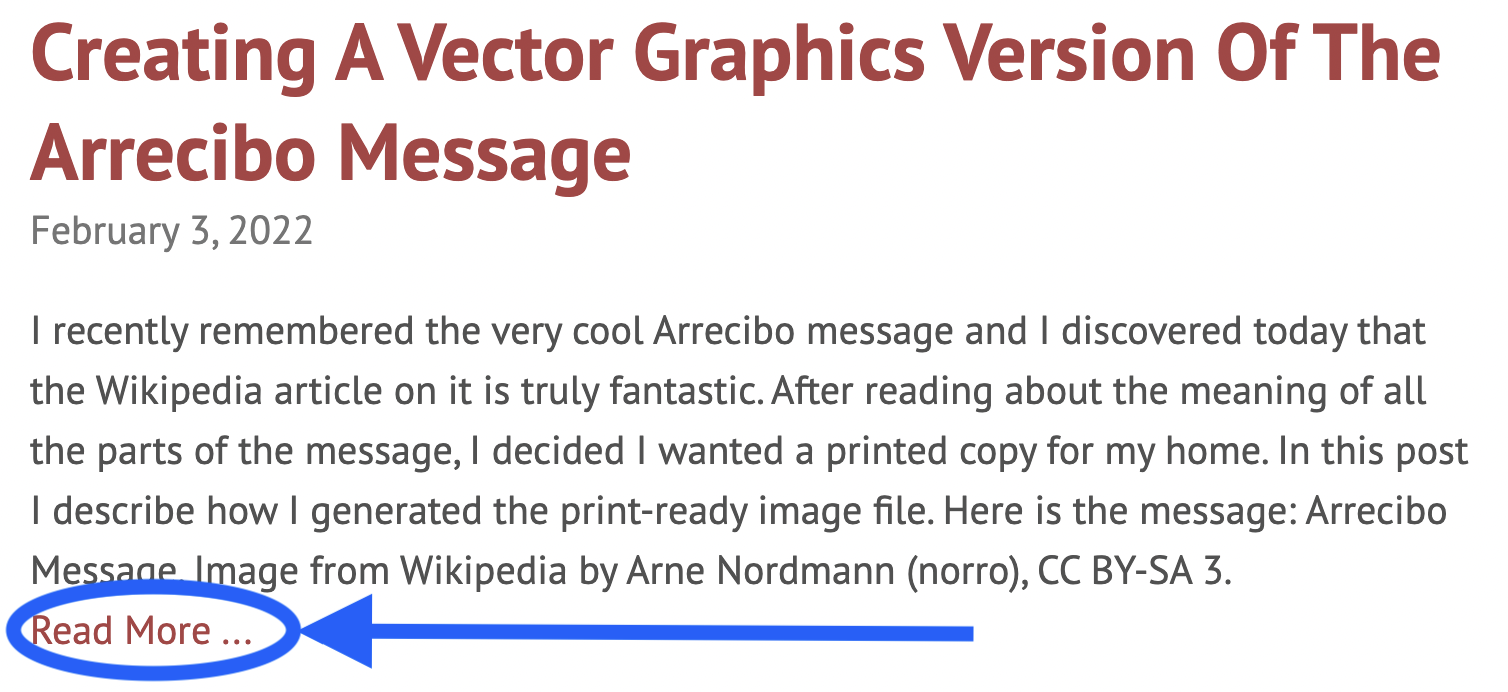 Creating A Vector Graphics Version Of The
Arrecibo Message
February 3, 2022
I recently remembered the very cool Arrecibo message and I discovered today that
the Wikipedia article on it is truly fantastic. After reading about the meaning of all
the parts of the message, I decided I wanted a printed copy for my home. In this post
I describe how I generated the print-ready image file. Here is the message: Arrecibo
Message. Image from Wikipedia by Arne Nordmann (norro), CC BY-SA 3.
Read More ...